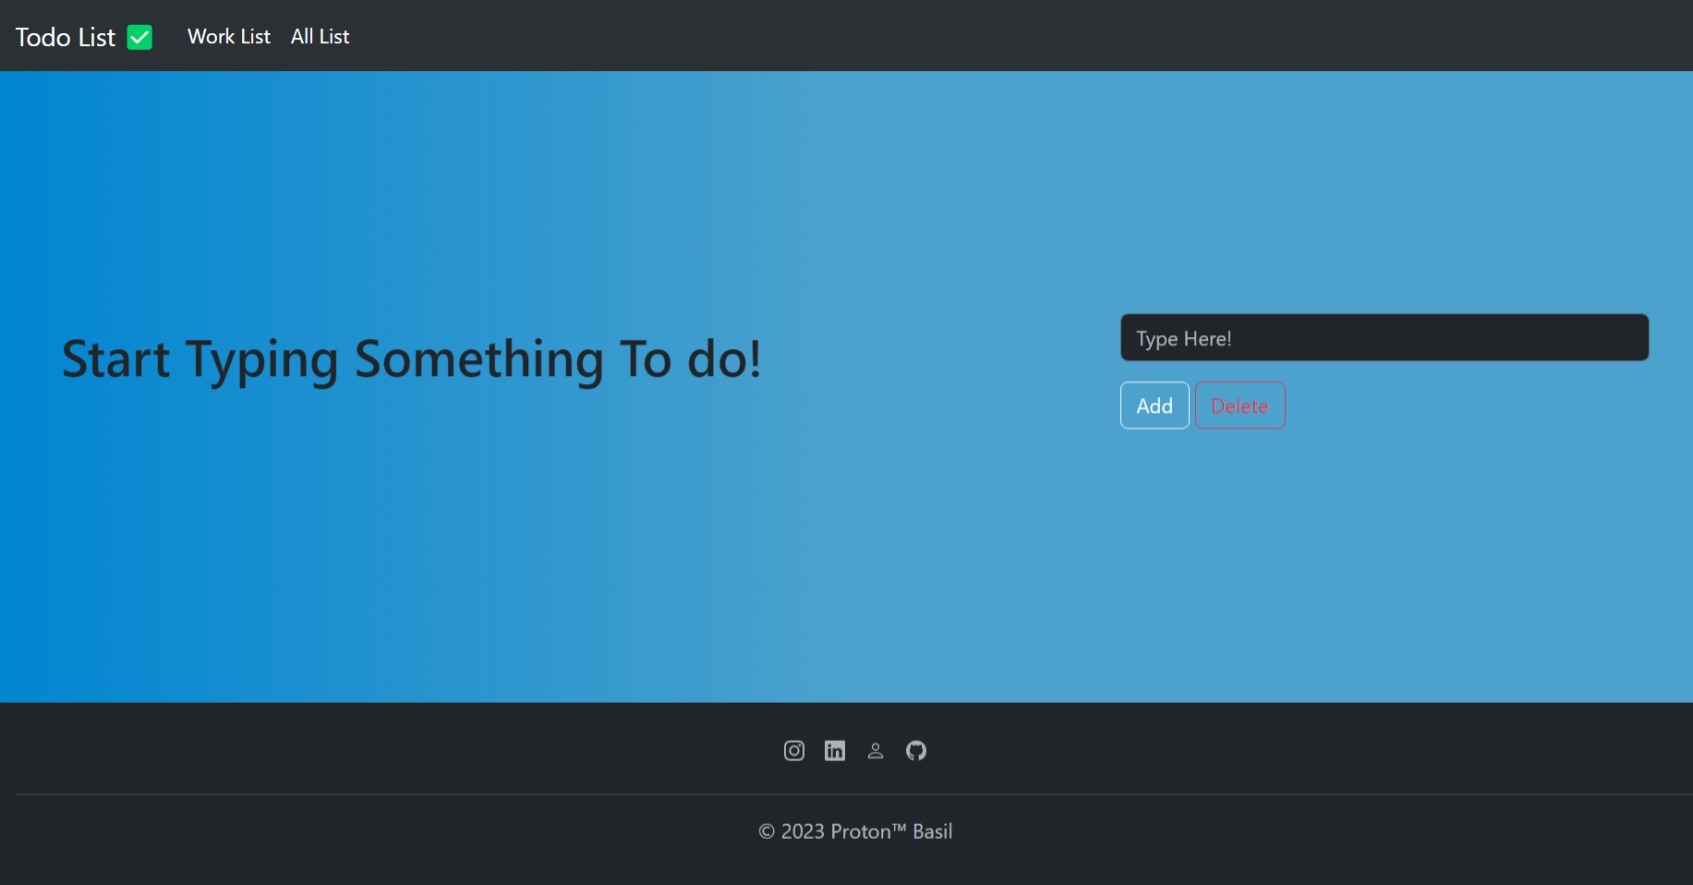 Todo List ✅ Work List All List
Start Typing Something To do!
Type Here!
Add Delete
© 2023 Proton™ Basil